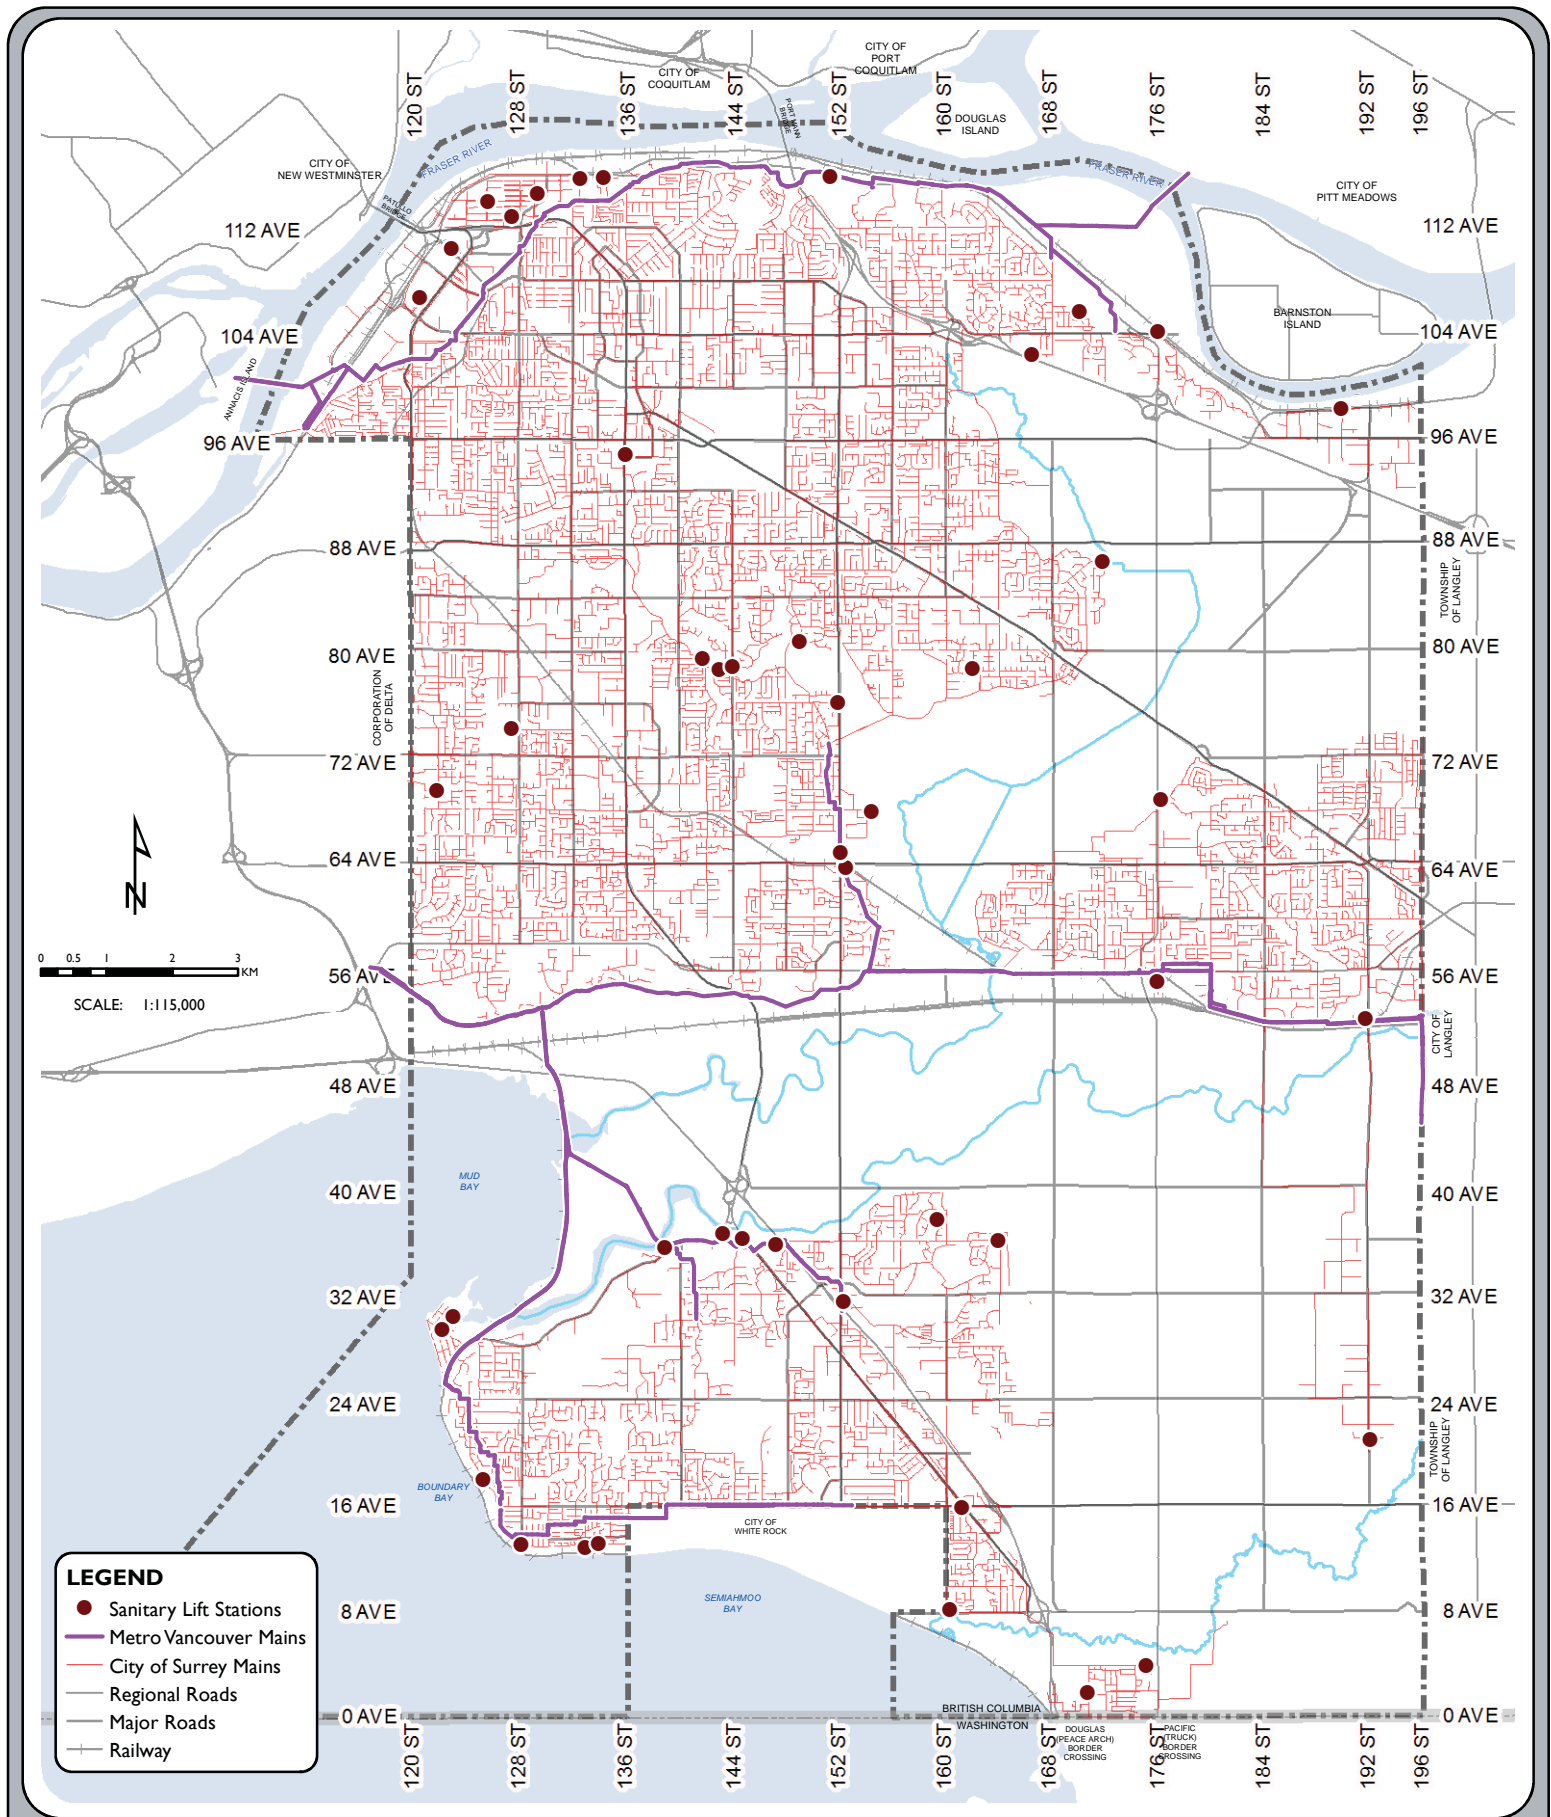 CITY OF
PORT
COQUITLAM
CITY OF
COQUITLAM
120 ST
128 ST
136 ST
144 ST
152 ST
160 ST
168 ST
176 ST
184 ST
192 ST
196 ST
PORT MANN
BRIDGE
DOUGLAS
ISLAND
CITY OF
NEW WESTMINSTER
FRASER RIVER
FRASER RIVER
CITY OF
PITT MEADOWS
PATULLO
BRIDGE
112 AVE
112 AVE
BARNSTON
ISLAND
104 AVE
104 AVE
ANNACIS ISLAND
96 AVE
96 AVE
88 AVE
88 AVE
TOWNSHIP
OF LANGLEY
80 AVE
80 AVE
CORPORATION
OF DELTA
72 AVE
72 AVE
64 AVE
64 AVE
N
0 0.5 1 2 3
KM
56 AVE
56 AVE
SCALE: 1:115,000
CITY OF
LANGLEY
48 AVE
48 AVE
MUD
BAY
40 AVE
40 AVE
32 AVE
32 AVE
24 AVE
24 AVE
TOWNSHIP
OF LANGLEY
BOUNDARY
BAY
16 AVE
16 AVE
CITY OF
WHITE ROCK
SEMIAHMOO
BAY
8 AVE
8 AVE
LEGEND
Sanitary Lift Stations
Metro Vancouver Mains
City of Surrey Mains
Regional Roads
Major Roads
Railway
0 AVE
0 AVE
BRITISH COLUMBIA
WASHINGTON
DOUGLAS
(PEACE ARCH)
BORDER
CROSSING
PACIFIC
(TRUCK)
BORDER
CROSSING
120 ST
128 ST
136 ST
144 ST
152 ST
160 ST
168 ST
176 ST
184 ST
192 ST
196 ST